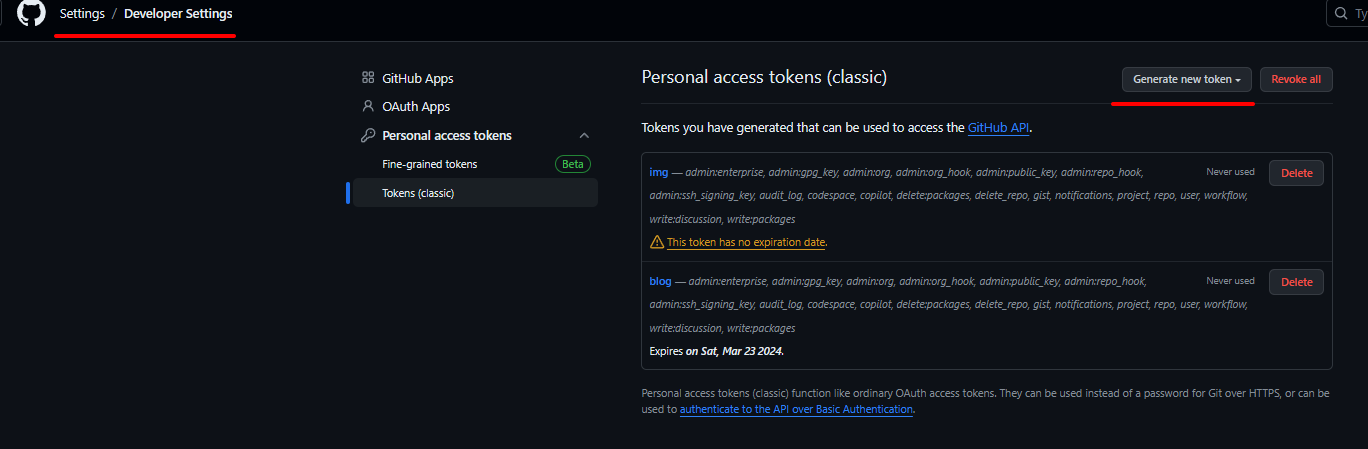 Settings / Developer Settings
Ty
GitHub Apps
OAuth Apps
Personal access tokens
Fine-grained tokens Beta
Tokens (classic)
Personal access tokens (classic) Generate new token Revoke all
Tokens you have generated that can be used to access the GitHub API.
img — admin:enterprise, admin:gpg_key, admin:org, admin:org_hook, admin:public_key, admin:repo_hook, Never used Delete
admin:ssh_signing_key, audit_log, codespace, copilot, delete:packages, delete_repo, gist, notifications, project, repo, user, workflow,
write:discussion, write:packages
This token has no expiration date.
blog — admin:enterprise, admin:gpg_key, admin:org, admin:org_hook, admin:public_key, admin:repo_hook, Never used Delete
admin:ssh_signing_key, audit_log, codespace, copilot, delete:packages, delete_repo, gist, notifications, project, repo, user, workflow,
write:discussion, write:packages
Expires on Sat, Mar 23 2024.
Personal access tokens (classic) function like ordinary OAuth access tokens. They can be used instead of a password for Git over HTTPS, or can be
used to authenticate to the API over Basic Authentication.